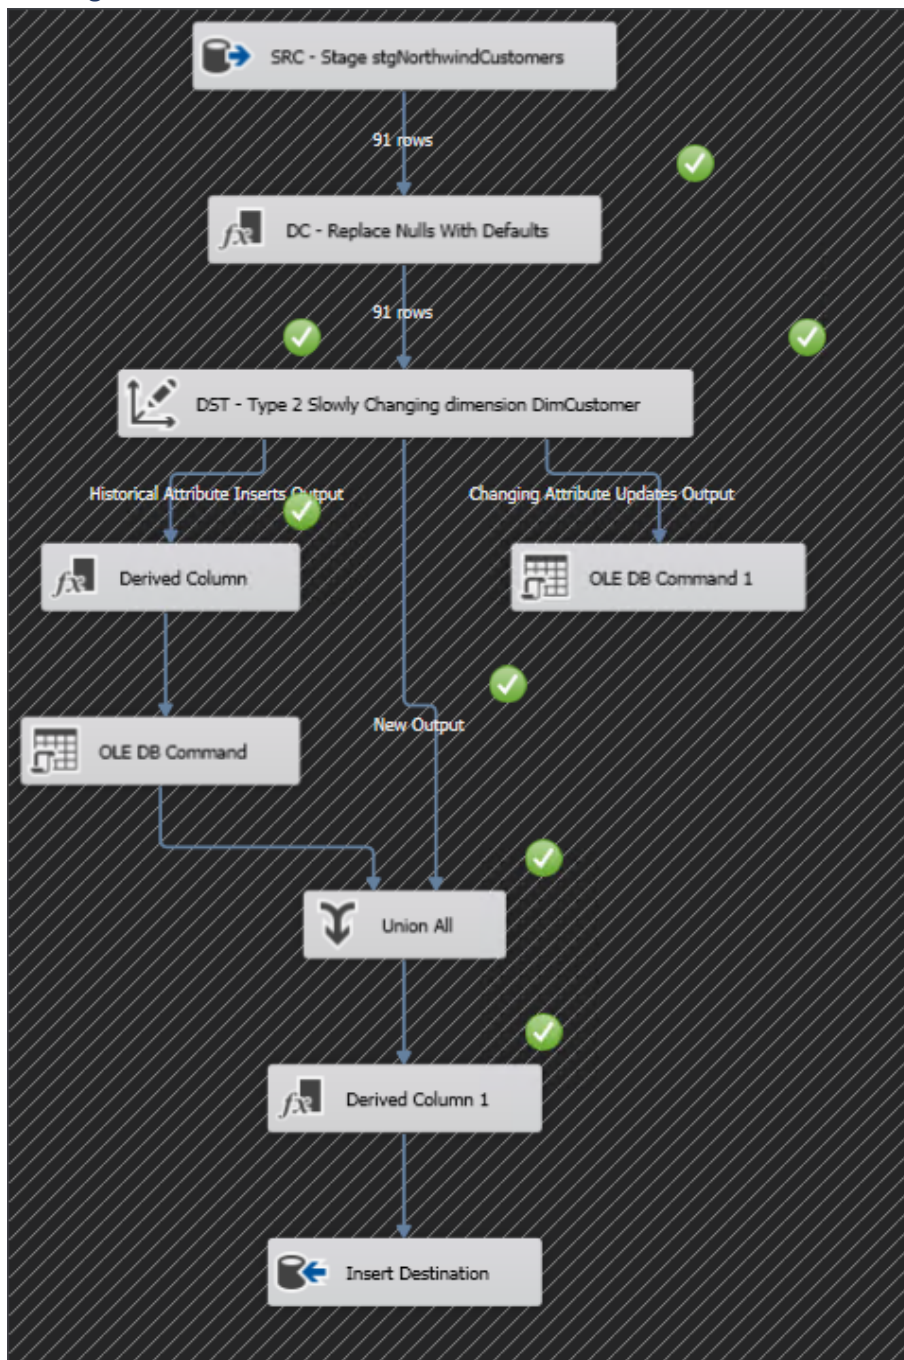 SRC - Stage stgNorthwindCustomers
91 rows
DC - Replace Nulls With Defaults
91 rows
DST - Type 2 Slowly Changing dimension DimCustomer
Historical Attribute Inserts Output
Changing Attribute Updates Output
Derived Column
OLE DB Command 1
New Output
OLE DB Command
Union All
Derived Column 1
Insert Destination